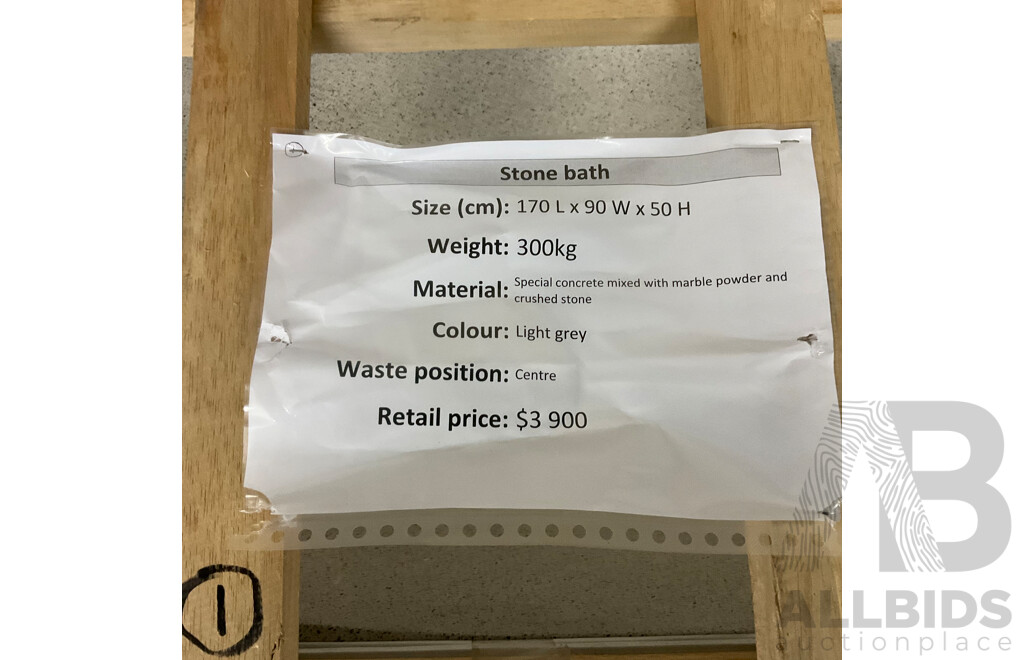 Stone bath
Size (cm): 170 L x 90 W x 50 H
Weight: 300kg
Material: Special concrete mixed with marble powder and
crushed stone
Colour: Light grey
Waste position: Centre
Retail price: $3 900
1
AB
ALLBIDS
auctionplace